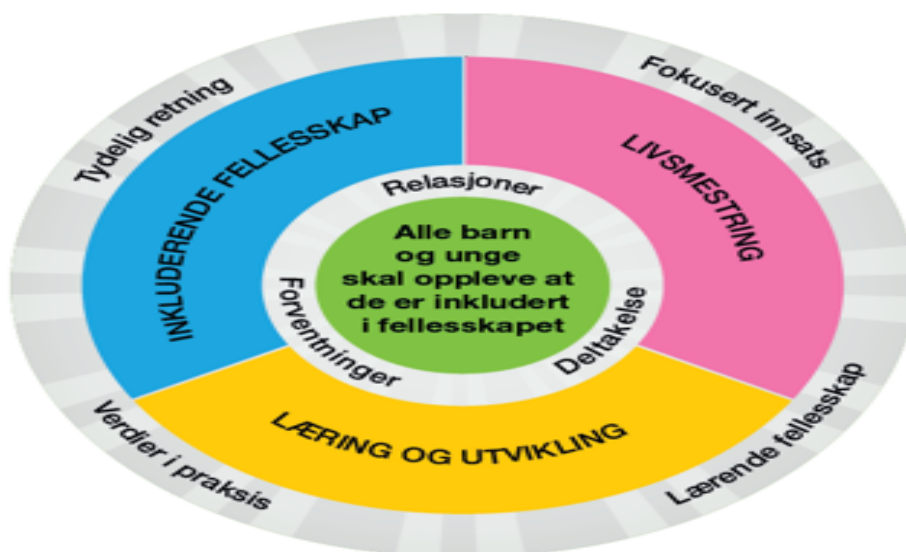 Tydelig retning
Fokusert innsats
INKLUDERENDE FELLESSKAP
LIVSMESTRING
Relasjoner
Alle barn
og unge
skal oppleve at
de er inkludert
i fellesskapet
Forventninger
Deltakelse
LÆRING OG UTVIKLING
Verdier i praksis
Lærende fellesskap